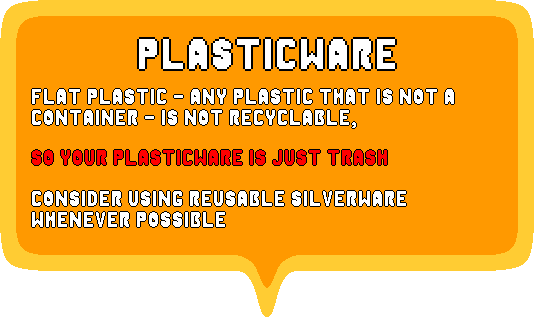 PLASTICWARE
FLAT PLASTIC - ANY PLASTIC THAT IS NOT A
CONTAINER - IS NOT RECYCLABLE,
SO YOUR PLASTICWARE IS JUST TRASH
CONSIDER USING REUSABLE SILVERWARE
WHENEVER POSSIBLE